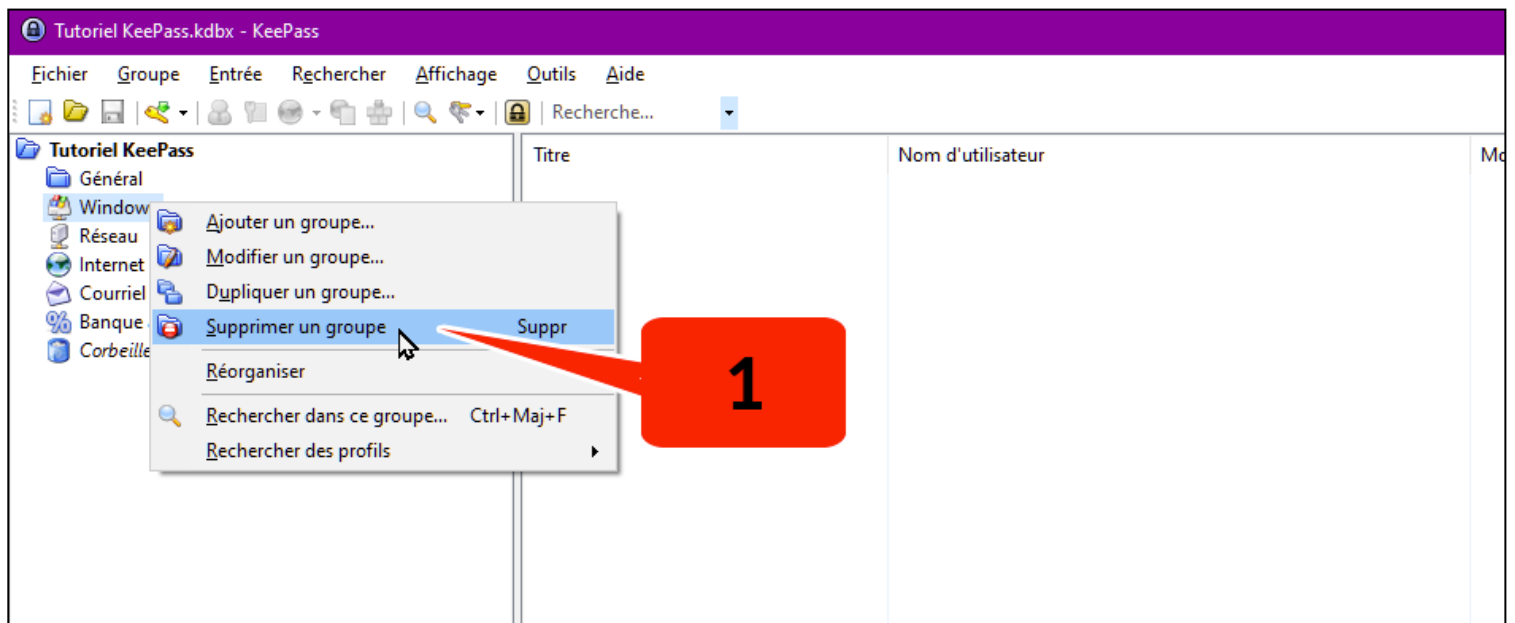 Tutoriel KeePass.kdbx - KeePass
Fichier Groupe Entrée Rechercher Affichage Outils Aide
Recherche...
Tutoriel KeePass
Titre Nom d'utilisateur
Général
Window
Réseau
Internet
Courriel
Banque
Corbeille
Ajouter un groupe...
Modifier un groupe...
Dupliquer un groupe...
Supprimer un groupe Suppr
Réorganiser
Rechercher dans ce groupe... Ctrl+Maj+F
Rechercher des profils
1